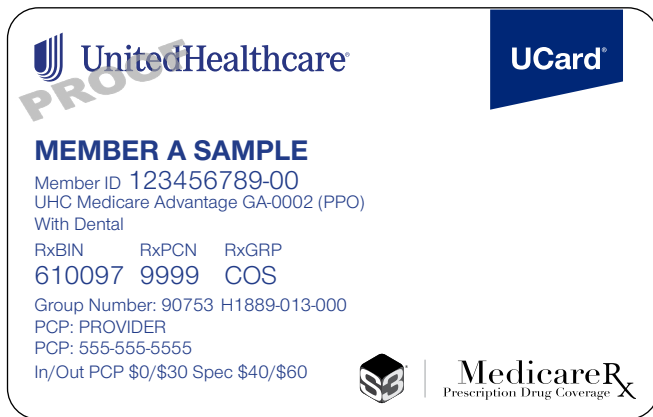 UnitedHealthcare®
UCard®
PROOF
MEMBER A SAMPLE
Member ID 123456789-00
UHC Medicare Advantage GA-0002 (PPO)
With Dental
RxBIN RxPCN RxGRP
610097 9999 COS
Group Number: 90753 H1889-013-000
PCP: PROVIDER
PCP: 555-555-5555
In/Out PCP $0/$30 Spec $40/$60
S3
MedicareRx
Prescription Drug Coverage